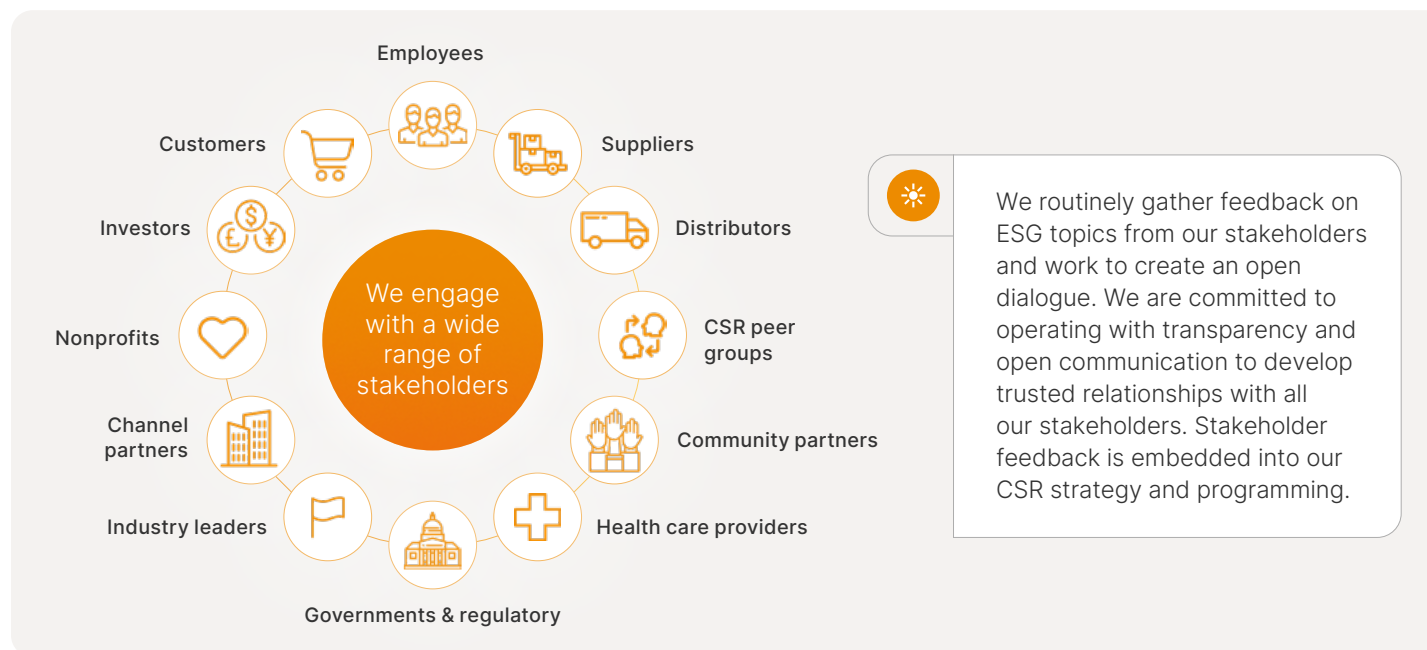 Employees
Customers
Suppliers
Investors
Distributors
We engage
with a wide
range of
stakeholders
Nonprofits
CSR peer
groups
Channel
partners
Community partners
Industry leaders
Health care providers
Governments & regulatory
We routinely gather feedback on
ESG topics from our stakeholders
and work to create an open
dialogue. We are committed to
operating with transparency and
open communication to develop
trusted relationships with all
our stakeholders. Stakeholder
feedback is embedded into our
CSR strategy and programming.